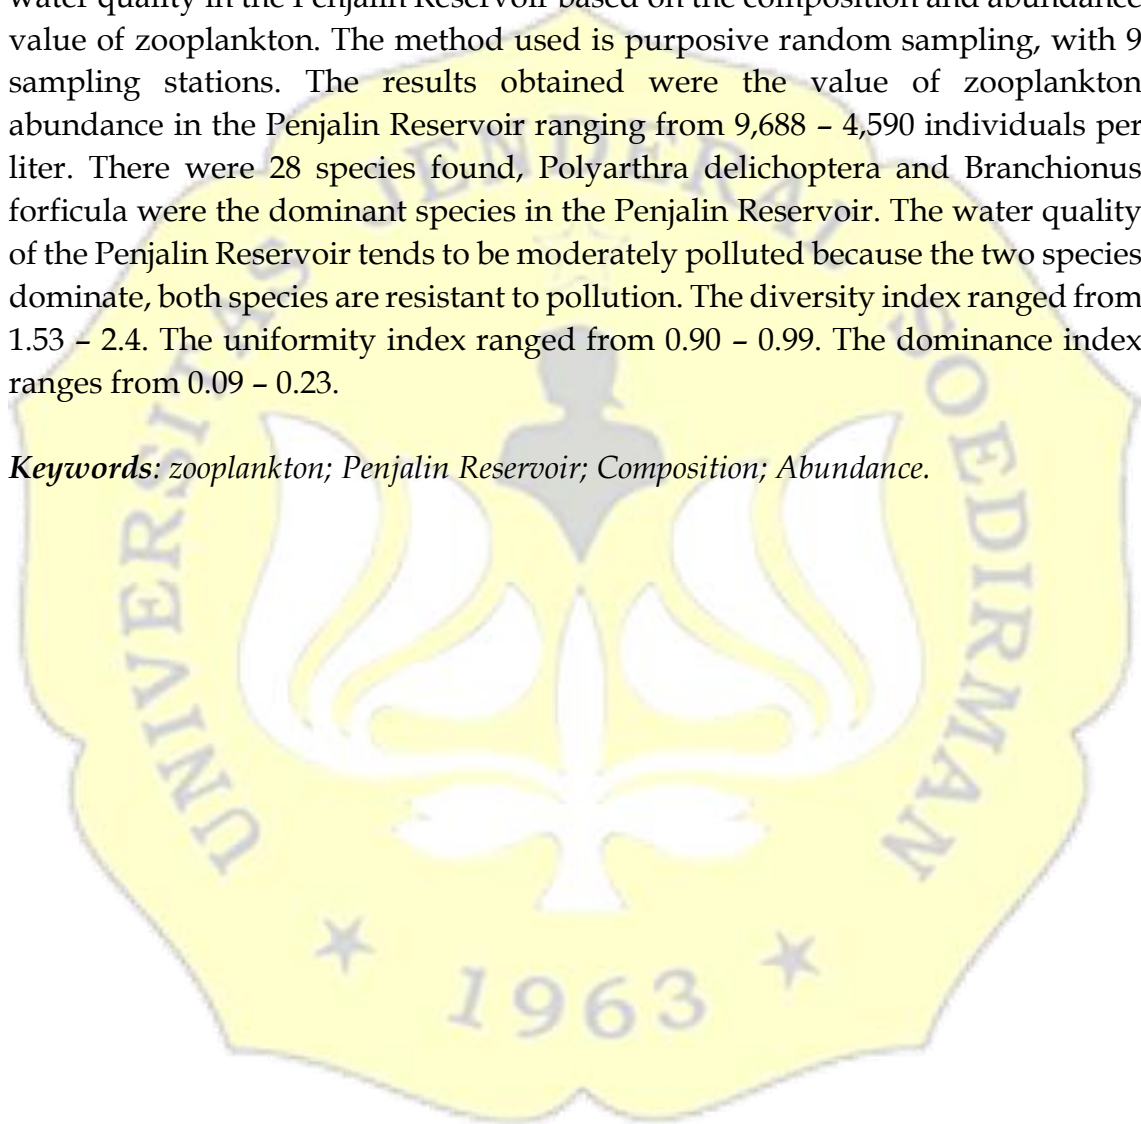 water quality in the Penjalin Reservoir based on the composition and abundance
value of zooplankton. The method used is purposive random sampling, with 9
sampling stations. The results obtained were the value of zooplankton
abundance in the Penjalin Reservoir ranging from 9,688 – 4,590 individuals per
liter. There were 28 species found, Polyarthra delichoptera and Branchionus
forficula were the dominant species in the Penjalin Reservoir. The water quality
of the Penjalin Reservoir tends to be moderately polluted because the two species
dominate, both species are resistant to pollution. The diversity index ranged from
1.53 – 2.4. The uniformity index ranged from 0.90 – 0.99. The dominance index
ranges from 0.09 – 0.23.
Keywords: zooplankton; Penjalin Reservoir; Composition; Abundance.
UNIVERSITAS JENDERAL SOEDIRMAN
1963